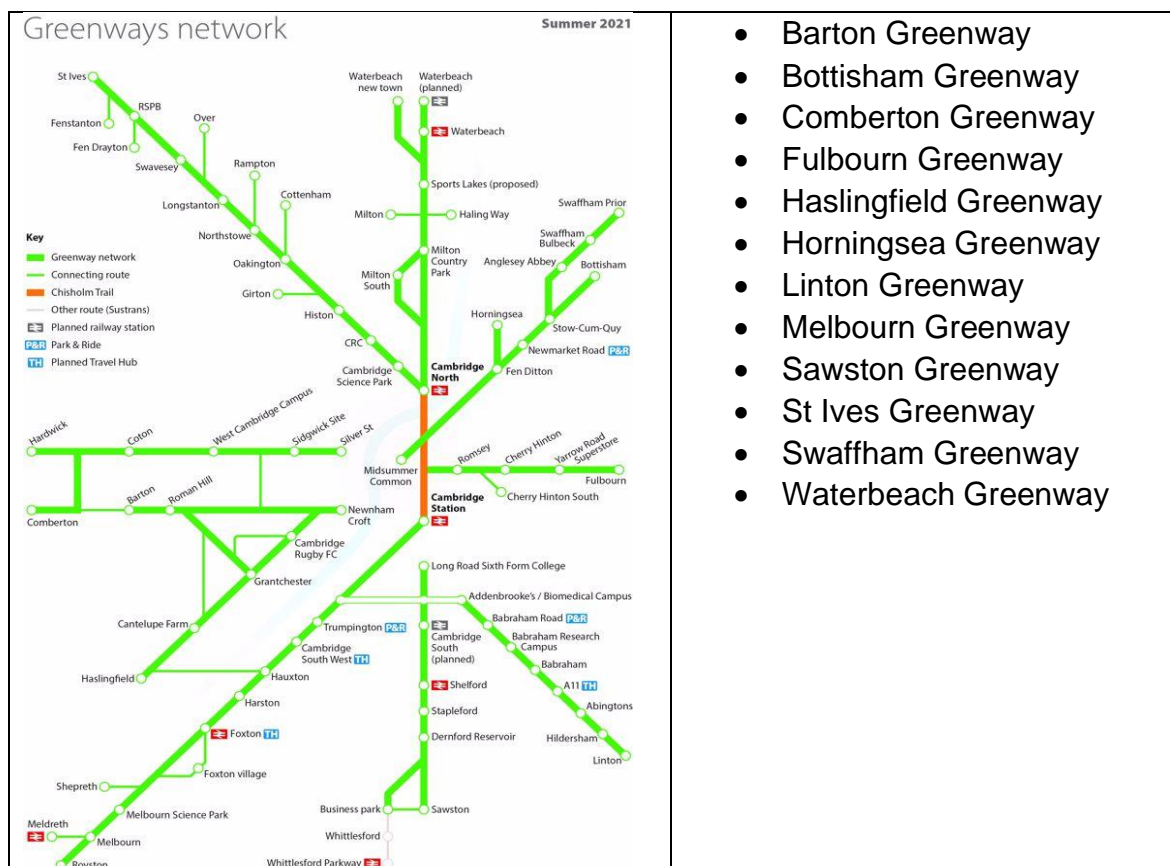 Greenways network
Summer 2021
St Ives
RSPB
Fenstanton
Fen Drayton
Over
Swavesey
Rampton
Longstanton
Cottenham
Northstowe
Oakington
Girton
Histon
CRC
Cambridge
Science Park
Waterbeach
new town
Waterbeach
(planned)
Waterbeach
Sports Lakes (proposed)
Milton
Haling Way
Milton
Country
Park
Milton
South
Cambridge
North
Swaffham Prior
Swaffham
Bulbeck
Anglesey Abbey
Bottisham
Horningsea
Stow-Cum-Quy
Newmarket Road P&R
Fen Ditton
Midsummer
Common
Key
Greenway network
Connecting route
Chisholm Trail
Other route (Sustrans)
Planned railway station
P&R Park & Ride
TH Planned Travel Hub
Hardwick
Coton
West Cambridge Campus
Sidgwick Site
Silver St
Comberton
Barton
Roman Hill
Newnham
Croft
Cambridge
Rugby FC
Grantchester
Cantelupe Farm
Haslingfield
Romsey
Cherry Hinton
Yarrow Road
Superstore
Fulbourn
Cherry Hinton South
Cambridge
Station
Long Road Sixth Form College
Addenbrooke's / Biomedical Campus
Trumpington P&R
Cambridge
South West TH
Hauxton
Harston
Foxton TH
Foxton village
Shepreth
Melbourn Science Park
Meldreth
Melbourn
Royston
Cambridge
South
(planned)
Shelford
Stapleford
Dernford Reservoir
Business park
Sawston
Whittlesford
Whittlesford Parkway
Babraham Road P&R
Babraham Research
Campus
Babraham
A11 TH
Abingtons
Hildersham
Linton
• Barton Greenway
• Bottisham Greenway
• Comberton Greenway
• Fulbourn Greenway
• Haslingfield Greenway
• Horningsea Greenway
• Linton Greenway
• Melbourn Greenway
• Sawston Greenway
• St Ives Greenway
• Swaffham Greenway
• Waterbeach Greenway